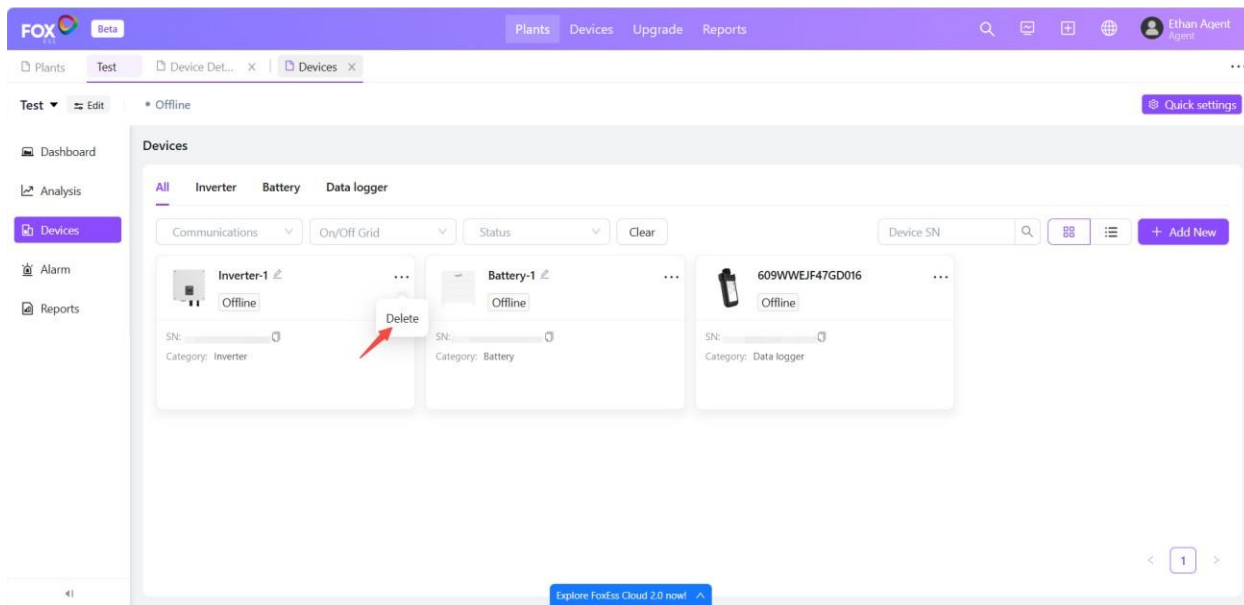 FOX ESS Beta Plants Devices Upgrade Reports Ethan Agent
Agent
Plants Test Device Det... X Devices X ...
Test Edit • Offline Quick settings
Dashboard
Analysis
Devices
Alarm
Reports
Devices
All Inverter Battery Data logger
Communications On/Off Grid Status Clear Device SN + Add New
Inverter-1 ...
Offline
Delete
SN:
Category: Inverter
Battery-1 ...
Offline
SN:
Category: Battery
609WWEJF47GD016 ...
Offline
SN:
Category: Data logger
< 1 >
Explore FoxEss Cloud 2.0 now!